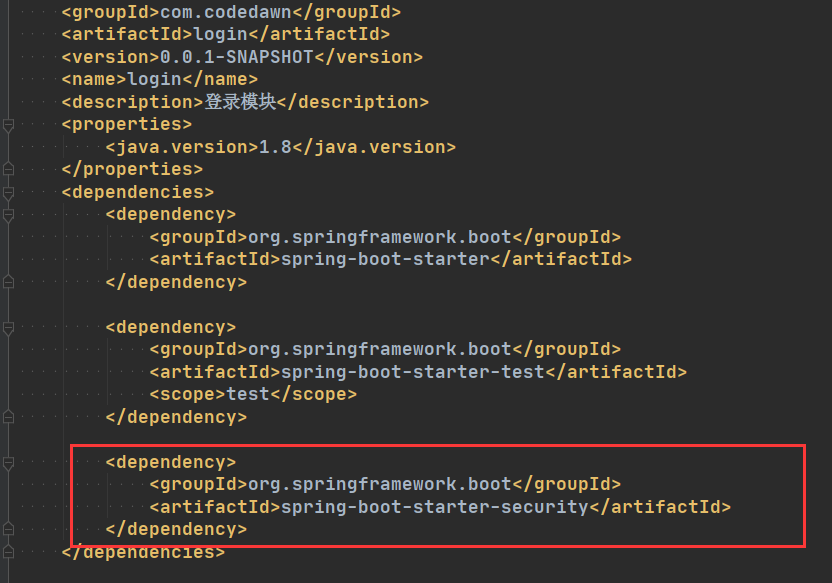 <groupId>com.codedawn</groupId>
<artifactId>login</artifactId>
<version>0.0.1-SNAPSHOT</version>
<name>login</name>
<description>登录模块</description>
<properties>
<java.version>1.8</java.version>
</properties>
<dependencies>
<dependency>
<groupId>org.springframework.boot</groupId>
<artifactId>spring-boot-starter</artifactId>
</dependency>
<dependency>
<groupId>org.springframework.boot</groupId>
<artifactId>spring-boot-starter-test</artifactId>
<scope>test</scope>
</dependency>
<dependency>
<groupId>org.springframework.boot</groupId>
<artifactId>spring-boot-starter-security</artifactId>
</dependency>
</dependencies>